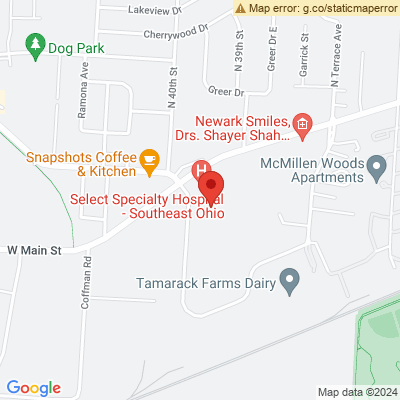 Map error: g.co/staticmaperror
Lakeview Dr
Cherrywood Dr
Dog Park
Ramona Ave
N 40th St
N 39th St
Greer Dr E
Garrick St
N Terrace Ave
Greer Dr
Newark Smiles,
Drs. Shayer Shah...
Snapshots Coffee
& Kitchen
H
McMillen Woods
Apartments
Select Specialty Hospital
- Southeast Ohio
W Main St
Coffman Rd
Tamarack Farms Dairy
Google
Map data ©2024